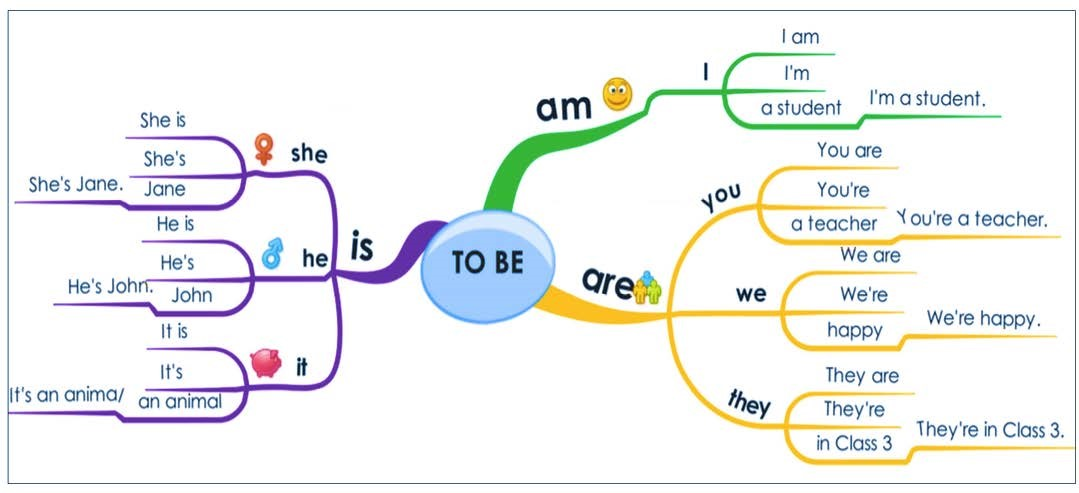 TO BE
am
I
I am
I'm
a student
I'm a student.
are
you
You are
You're
a teacher
You're a teacher.
we
We are
We're
happy
We're happy.
they
They are
They're
in Class 3
They're in Class 3.
is
she
She is
She's
Jane
She's Jane.
he
He is
He's
John
He's John.
it
It is
It's
an animal
It's an anima/